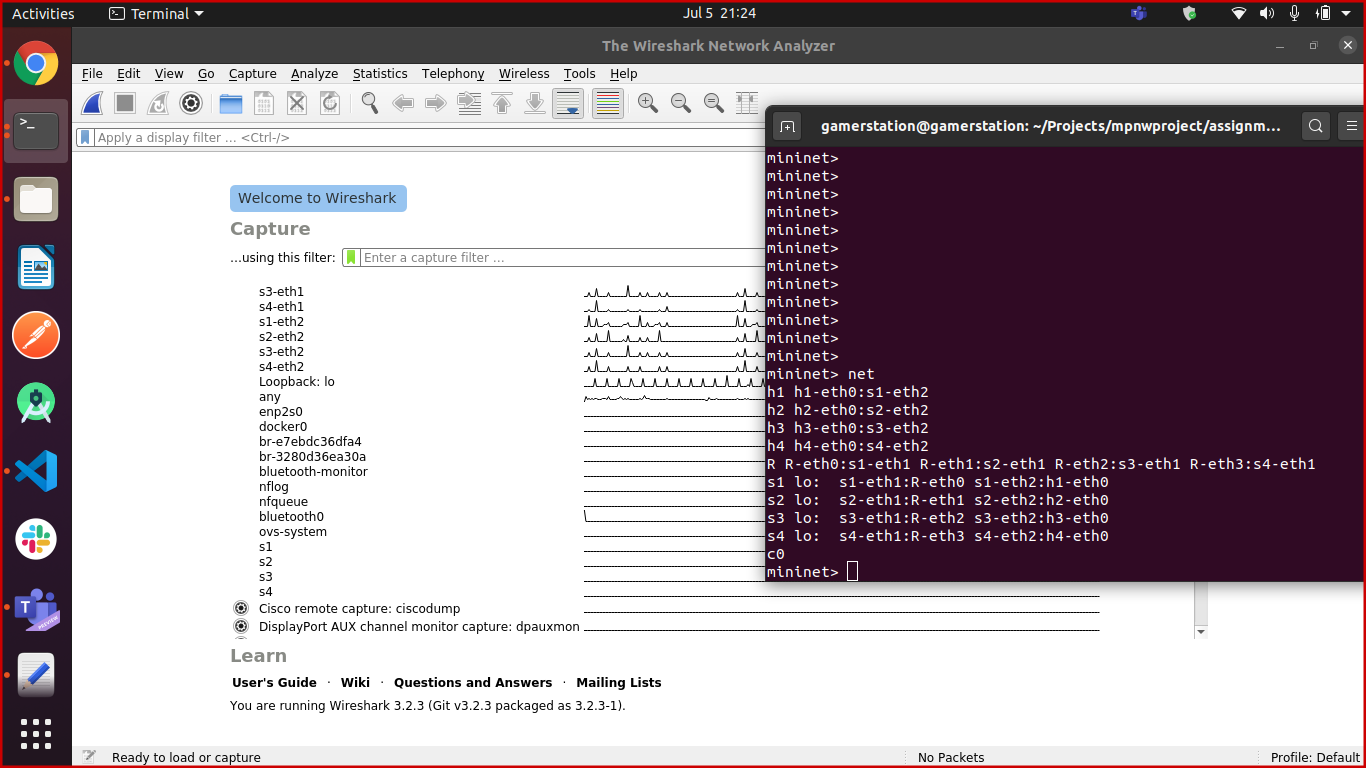 Activities Terminal Jul 5 21:24
The Wireshark Network Analyzer
File Edit View Go Capture Analyze Statistics Telephony Wireless Tools Help
Apply a display filter … <Ctrl-/>
Welcome to Wireshark
Capture
…using this filter: Enter a capture filter …
s3-eth1
s4-eth1
s1-eth2
s2-eth2
s3-eth2
s4-eth2
Loopback: lo
any
enp2s0
docker0
br-e7ebdc36dfa4
br-3280d36ea30a
bluetooth-monitor
nflog
nfqueue
bluetooth0
ovs-system
s1
s2
s3
s4
Cisco remote capture: ciscodump
DisplayPort AUX channel monitor capture: dpauxmon
Learn
User's Guide · Wiki · Questions and Answers · Mailing Lists
You are running Wireshark 3.2.3 (Git v3.2.3 packaged as 3.2.3-1).
Ready to load or capture No Packets Profile: Default
gamerstation@gamerstation: ~/Projects/mpnwproject/assignm...
mininet>
mininet>
mininet>
mininet>
mininet>
mininet>
mininet>
mininet>
mininet>
mininet>
mininet>
mininet>
mininet> net
h1 h1-eth0:s1-eth2
h2 h2-eth0:s2-eth2
h3 h3-eth0:s3-eth2
h4 h4-eth0:s4-eth2
R R-eth0:s1-eth1 R-eth1:s2-eth1 R-eth2:s3-eth1 R-eth3:s4-eth1
s1 lo:  s1-eth1:R-eth0 s1-eth2:h1-eth0
s2 lo:  s2-eth1:R-eth1 s2-eth2:h2-eth0
s3 lo:  s3-eth1:R-eth2 s3-eth2:h3-eth0
s4 lo:  s4-eth1:R-eth3 s4-eth2:h4-eth0
c0
mininet>
>_
T
PREVIEW